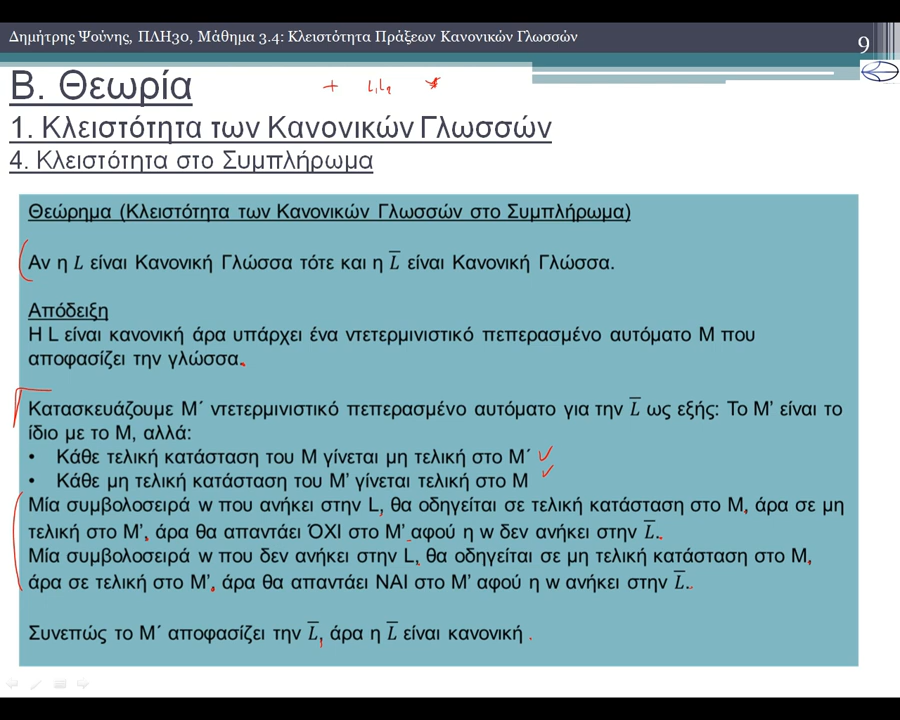 Δημήτρης Ψούνης, ΠΛΗ30, Μάθημα 3.4: Κλειστότητα Πράξεων Κανονικών Γλωσσών
9
Β. Θεωρία
+ L₁L₂ *
1. Κλειστότητα των Κανονικών Γλωσσών
4. Κλειστότητα στο Συμπλήρωμα
Θεώρημα (Κλειστότητα των Κανονικών Γλωσσών στο Συμπλήρωμα)
Αν η L είναι Κανονική Γλώσσα τότε και η L̅ είναι Κανονική Γλώσσα.
Απόδειξη
Η L είναι κανονική άρα υπάρχει ένα ντετερμινιστικό πεπερασμένο αυτόματο Μ που
αποφασίζει την γλώσσα.
Κατασκευάζουμε Μ΄ ντετερμινιστικό πεπερασμένο αυτόματο για την L̅ ως εξής: Το Μ' είναι το
ίδιο με το Μ, αλλά:
• Κάθε τελική κατάσταση του Μ γίνεται μη τελική στο Μ΄
• Κάθε μη τελική κατάσταση του Μ' γίνεται τελική στο Μ
Μία συμβολοσειρά w που ανήκει στην L, θα οδηγείται σε τελική κατάσταση στο Μ, άρα σε μη
τελική στο Μ', άρα θα απαντάει ΌΧΙ στο Μ' αφού η w δεν ανήκει στην L̅.
Μία συμβολοσειρά w που δεν ανήκει στην L, θα οδηγείται σε μη τελική κατάσταση στο Μ,
άρα σε τελική στο Μ', άρα θα απαντάει ΝΑΙ στο Μ' αφού η w ανήκει στην L̅.
Συνεπώς το Μ΄ αποφασίζει την L̅, άρα η L̅ είναι κανονική.